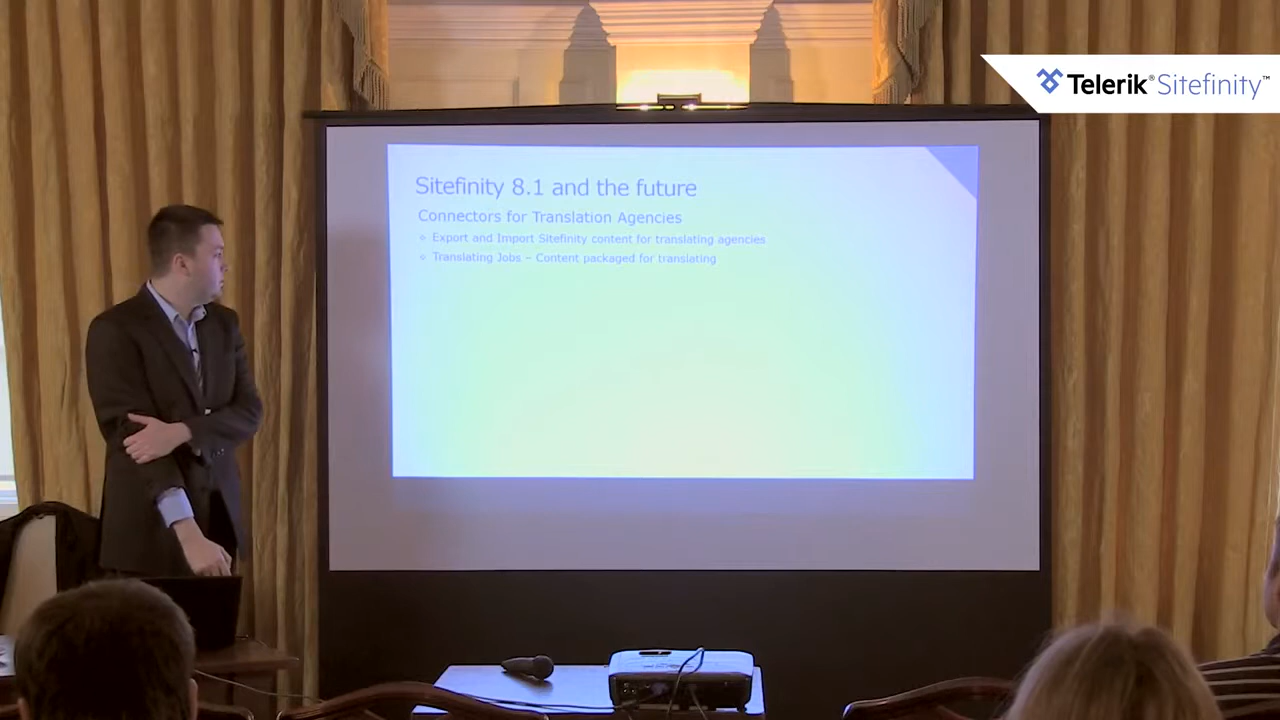 Telerik® Sitefinity™
Sitefinity 8.1 and the future
Connectors for Translation Agencies
Export and Import Sitefinity content for translating agencies
Translating Jobs – Content packaged for translating